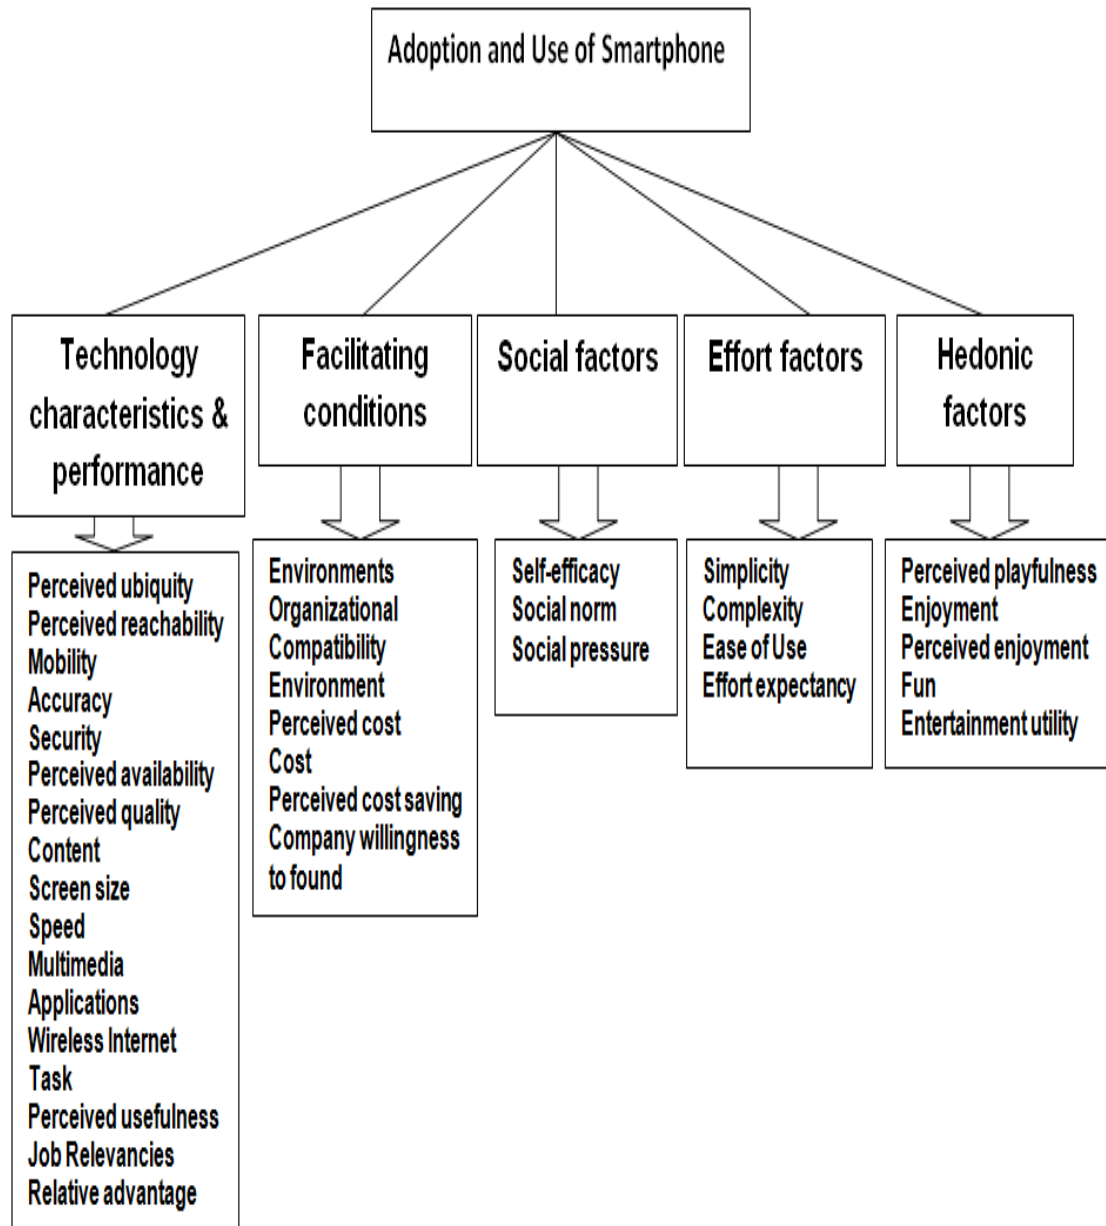 Adoption and Use of Smartphone
Technology
characteristics &
performance
Facilitating
conditions
Social factors
Effort factors
Hedonic
factors
Perceived ubiquity
Perceived reachability
Mobility
Accuracy
Security
Perceived availability
Perceived quality
Content
Screen size
Speed
Multimedia
Applications
Wireless Internet
Task
Perceived usefulness
Job Relevancies
Relative advantage
Environments
Organizational
Compatibility
Environment
Perceived cost
Cost
Perceived cost saving
Company willingness
to found
Self-efficacy
Social norm
Social pressure
Simplicity
Complexity
Ease of Use
Effort expectancy
Perceived playfulness
Enjoyment
Perceived enjoyment
Fun
Entertainment utility